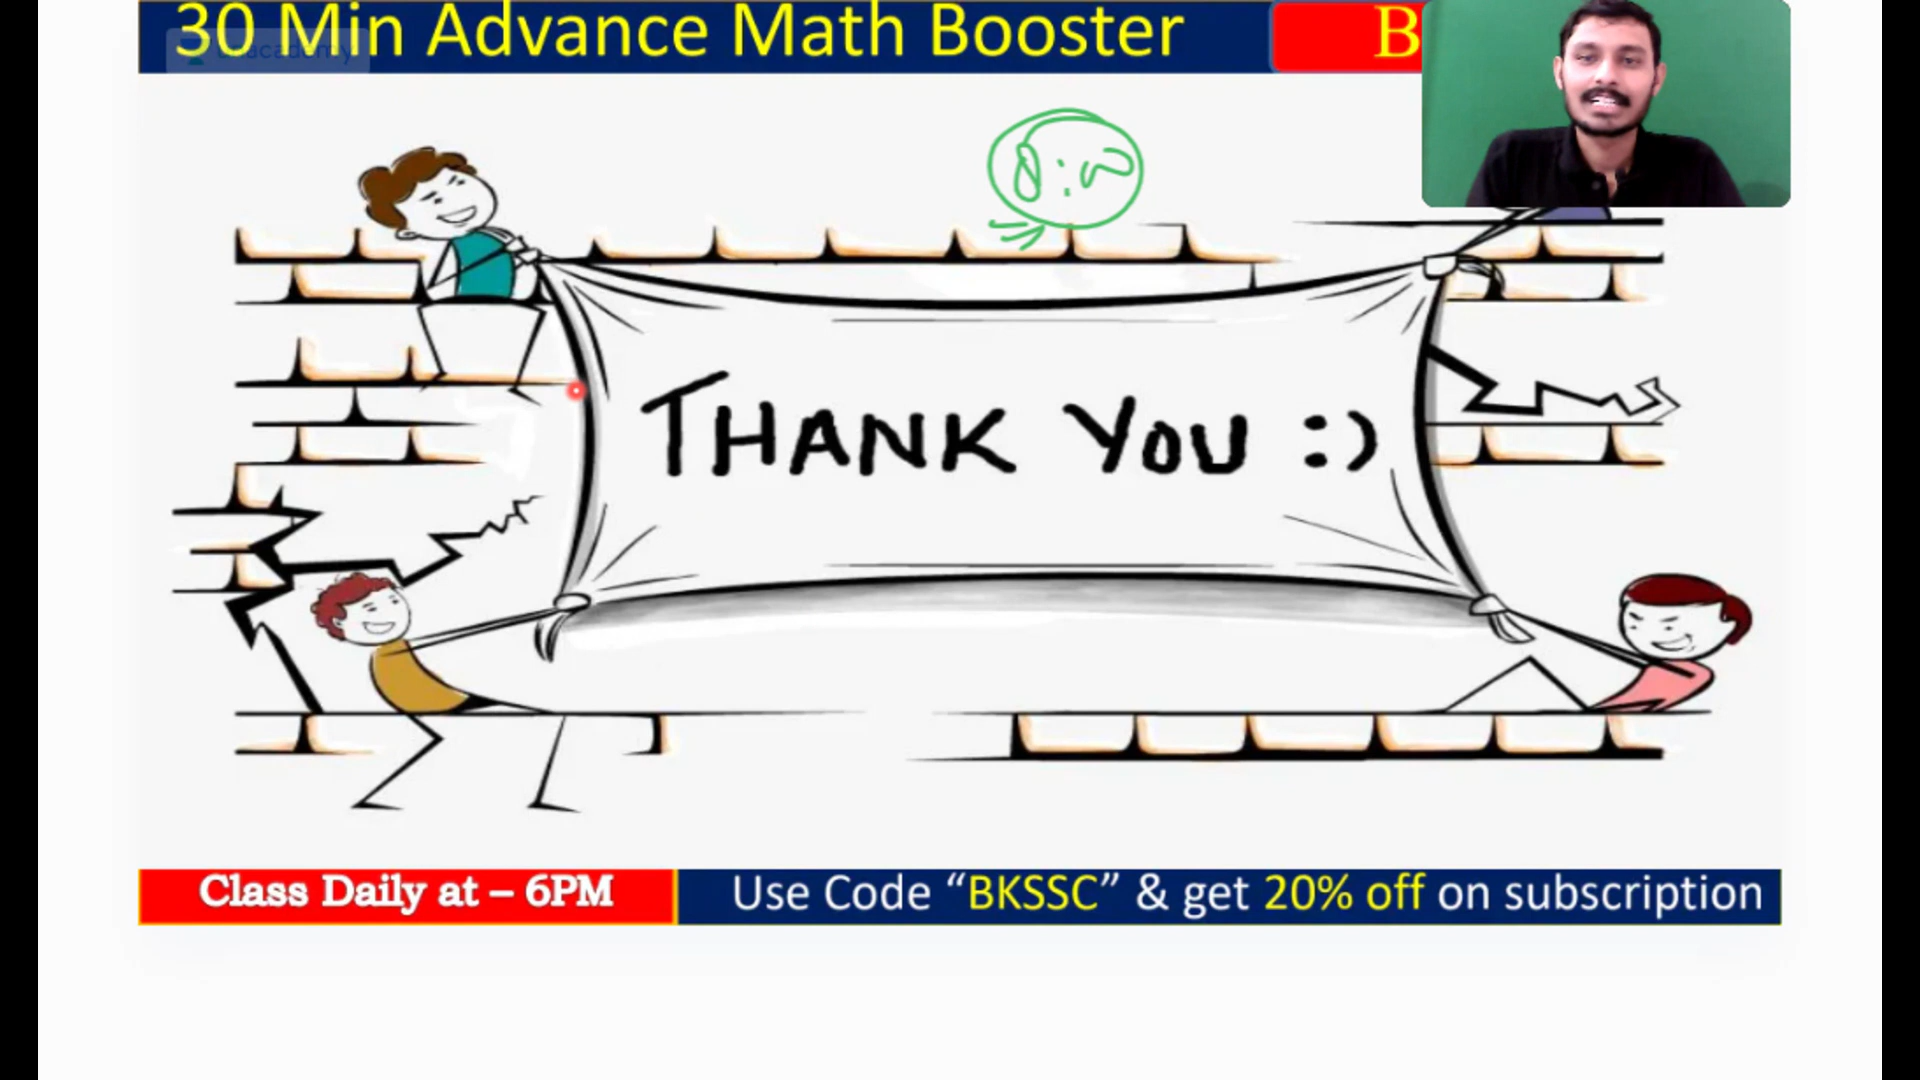 30 Min Advance Math Booster
B
THANK YOU :)
Class Daily at – 6PM
Use Code “BKSSC” & get 20% off on subscription